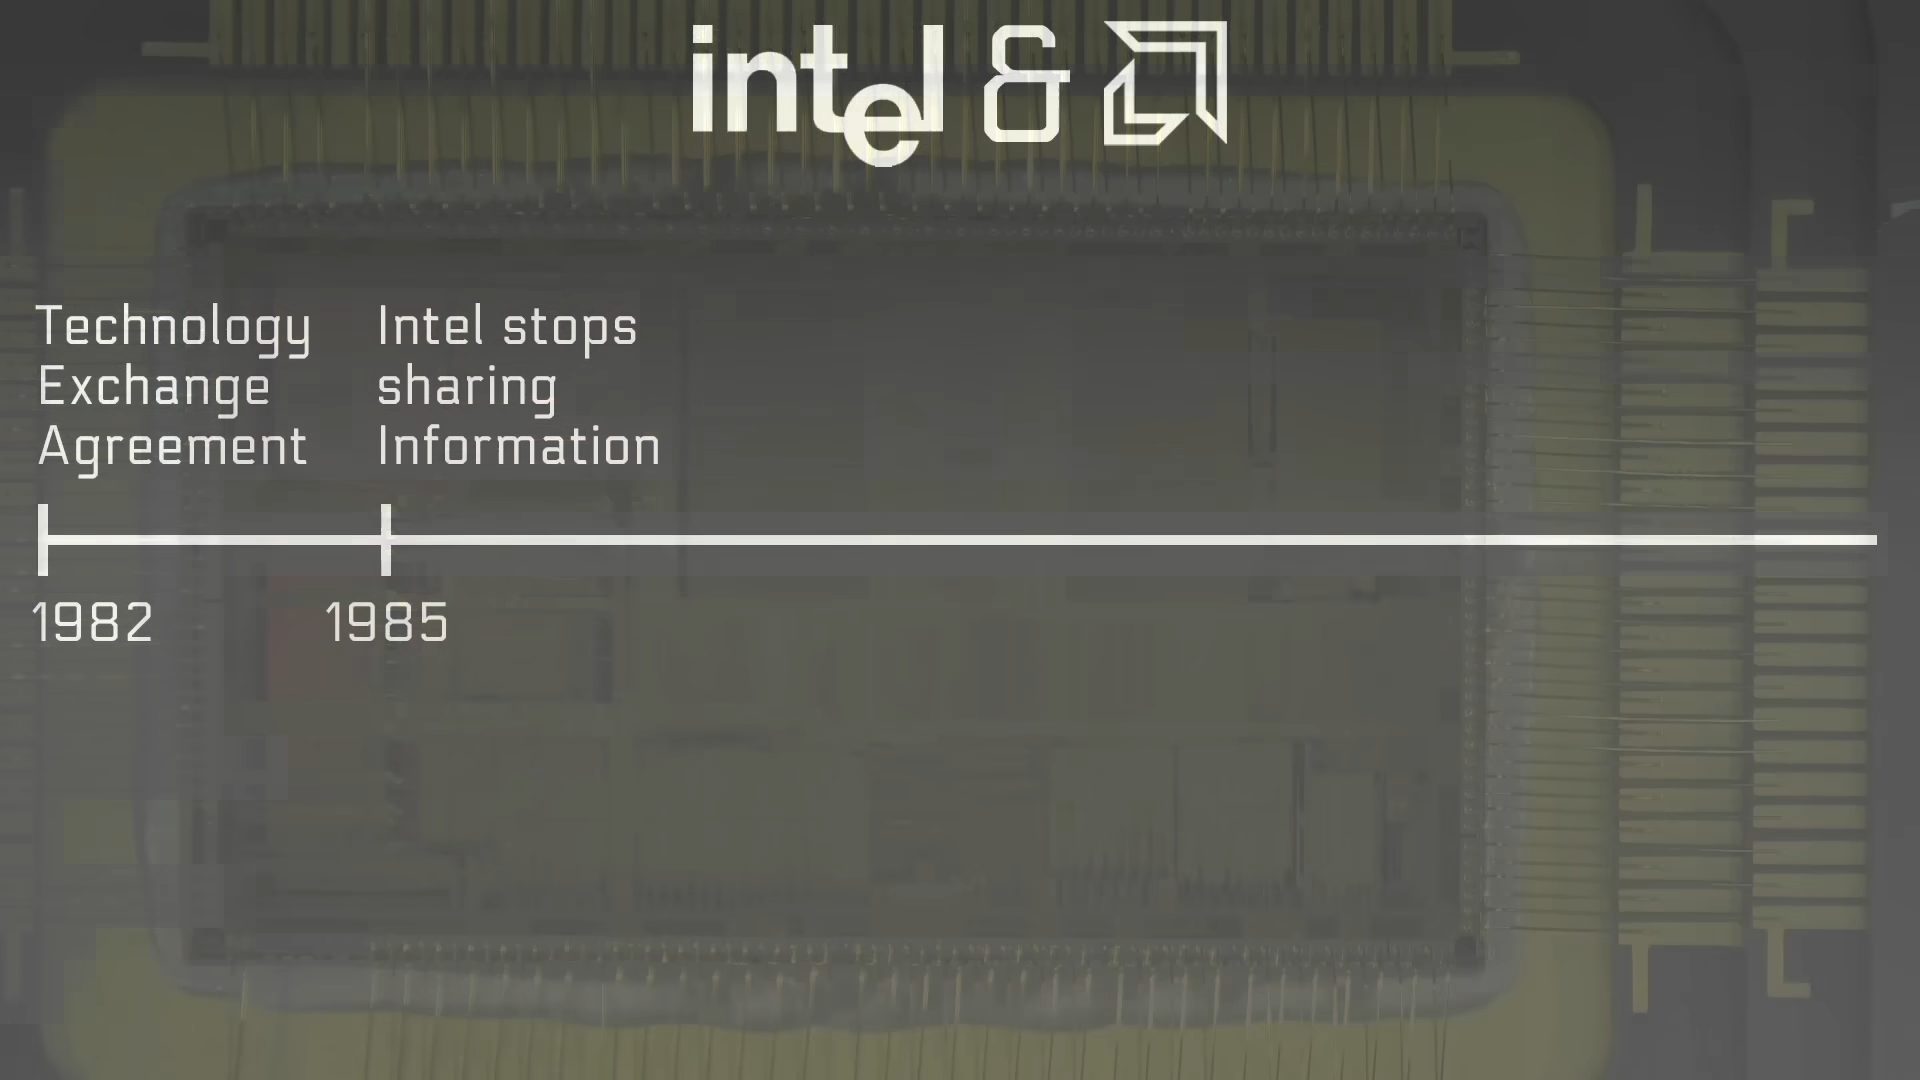 intel &
Technology
Exchange
Agreement
Intel stops
sharing
Information
1982
1985